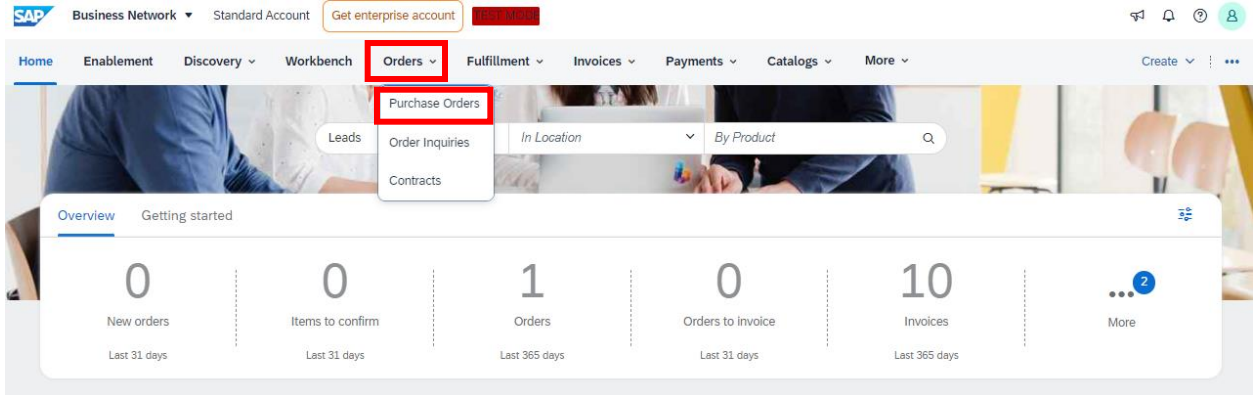 SAP Business Network Standard Account Get enterprise account TEST MODE
Home Enablement Discovery Workbench Orders Fulfillment Invoices Payments Catalogs More Create
Purchase Orders
Leads In Location By Product
Order Inquiries
Contracts
Overview Getting started
0 0 1 0 10 2
New orders Items to confirm Orders Orders to invoice Invoices More
Last 31 days Last 31 days Last 365 days Last 31 days Last 365 days